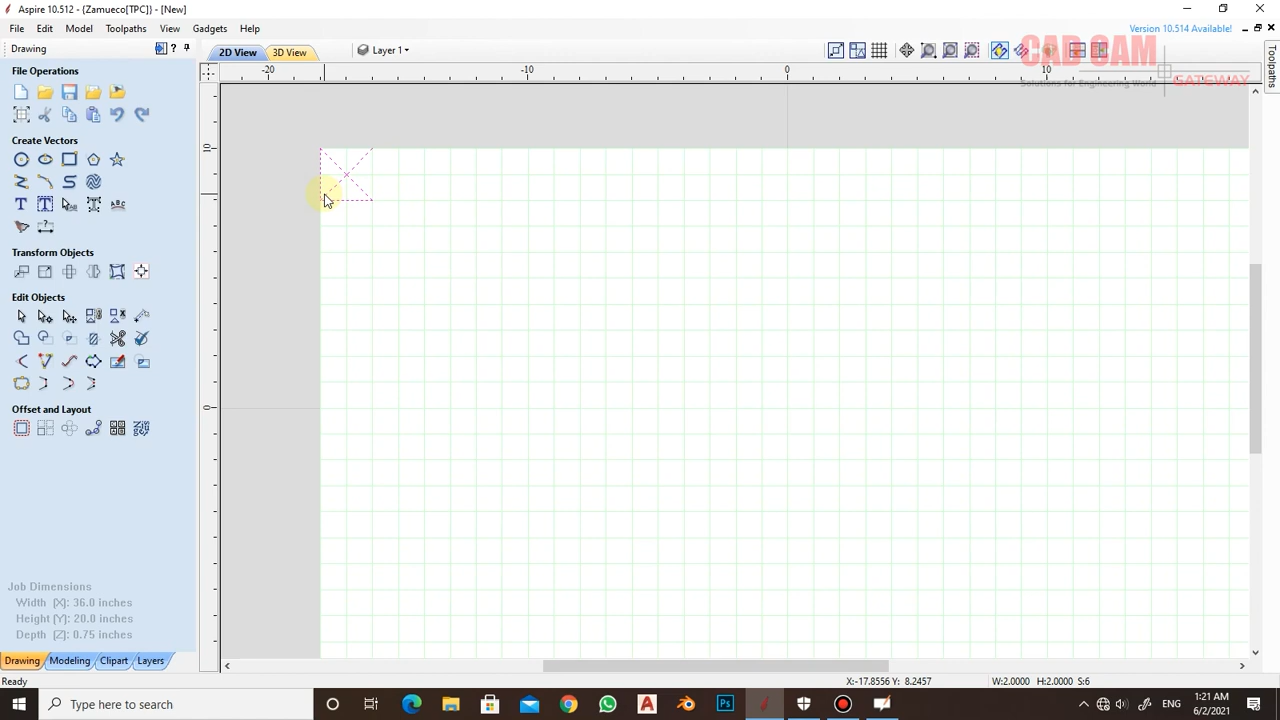 Aspire 10.512 - {Zamueco[TPC]} - [New]
File Edit Model Toolpaths View Gadgets Help
Version 10.514 Available!
Drawing
2D View 3D View Layer 1
CAD CAM
GATEWAY
Solutions for Engineering World
Toolpaths
-20 -10 0 10
10
0
File Operations
Create Vectors
Transform Objects
Edit Objects
Offset and Layout
Job Dimensions
Width [X]: 36.0 inches
Height [Y]: 20.0 inches
Depth [Z]: 0.75 inches
Drawing Modeling Clipart Layers
Ready
X:-17.8556 Y: 8.2457
W:2.0000 H:2.0000 S:6
Type here to search
ENG
1:21 AM
6/2/2021